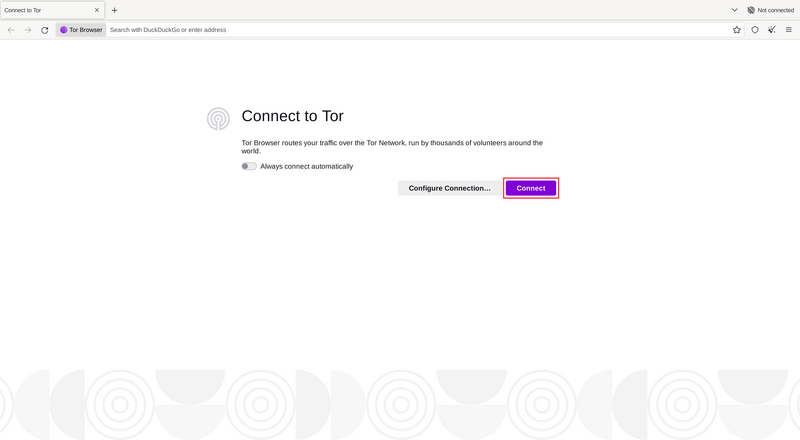 Connect to Tor
Not connected
Tor Browser
Search with DuckDuckGo or enter address
Connect to Tor
Tor Browser routes your traffic over the Tor Network, run by thousands of volunteers around the
world.
Always connect automatically
Configure Connection...
Connect